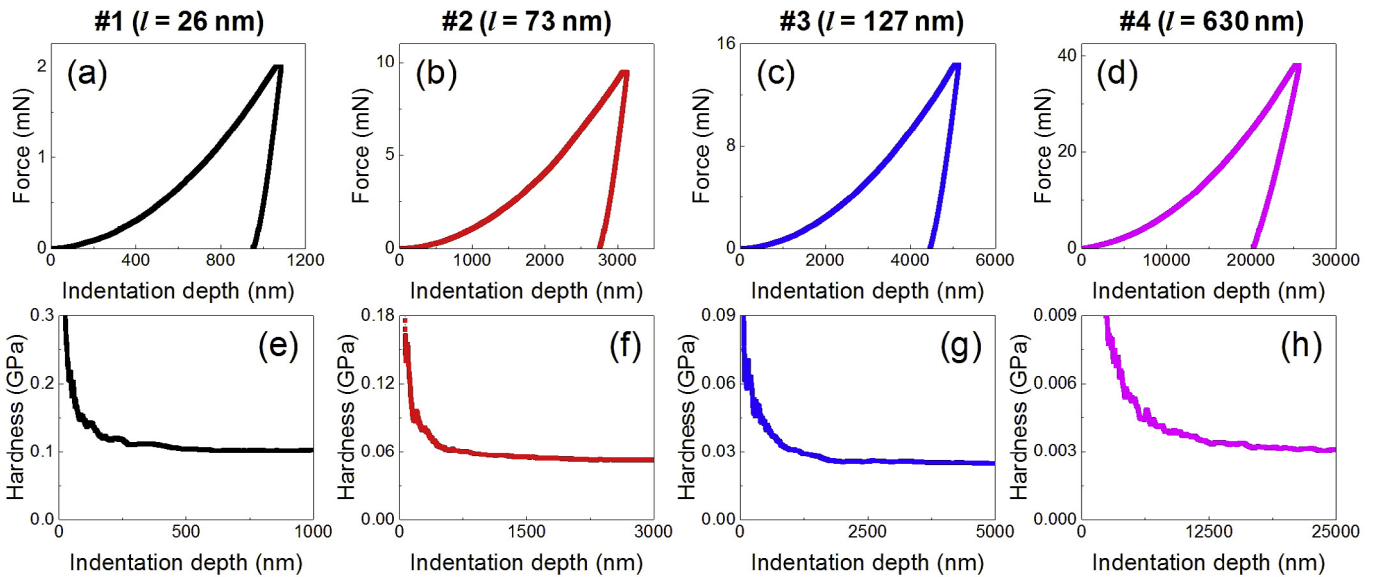 #1 (l = 26 nm)
#2 (l = 73 nm)
#3 (l = 127 nm)
#4 (l = 630 nm)
(a)
Force (mN)
2
1
0
0 200 400 600 800 1000 1200
Indentation depth (nm)
(b)
Force (mN)
10
5
0
0 1000 2000 3000
Indentation depth (nm)
(c)
Force (mN)
16
8
0
0 2000 4000 6000
Indentation depth (nm)
(d)
Force (mN)
40
20
0
0 10000 20000 30000
Indentation depth (nm)
(e)
Hardness (GPa)
0.3
0.2
0.1
0.0
0 500 1000
Indentation depth (nm)
(f)
Hardness (GPa)
0.18
0.12
0.06
0.00
0 1500 3000
Indentation depth (nm)
(g)
Hardness (GPa)
0.09
0.06
0.03
0.00
0 2500 5000
Indentation depth (nm)
(h)
Hardness (GPa)
0.009
0.006
0.003
0.000
0 12500 25000
Indentation depth (nm)